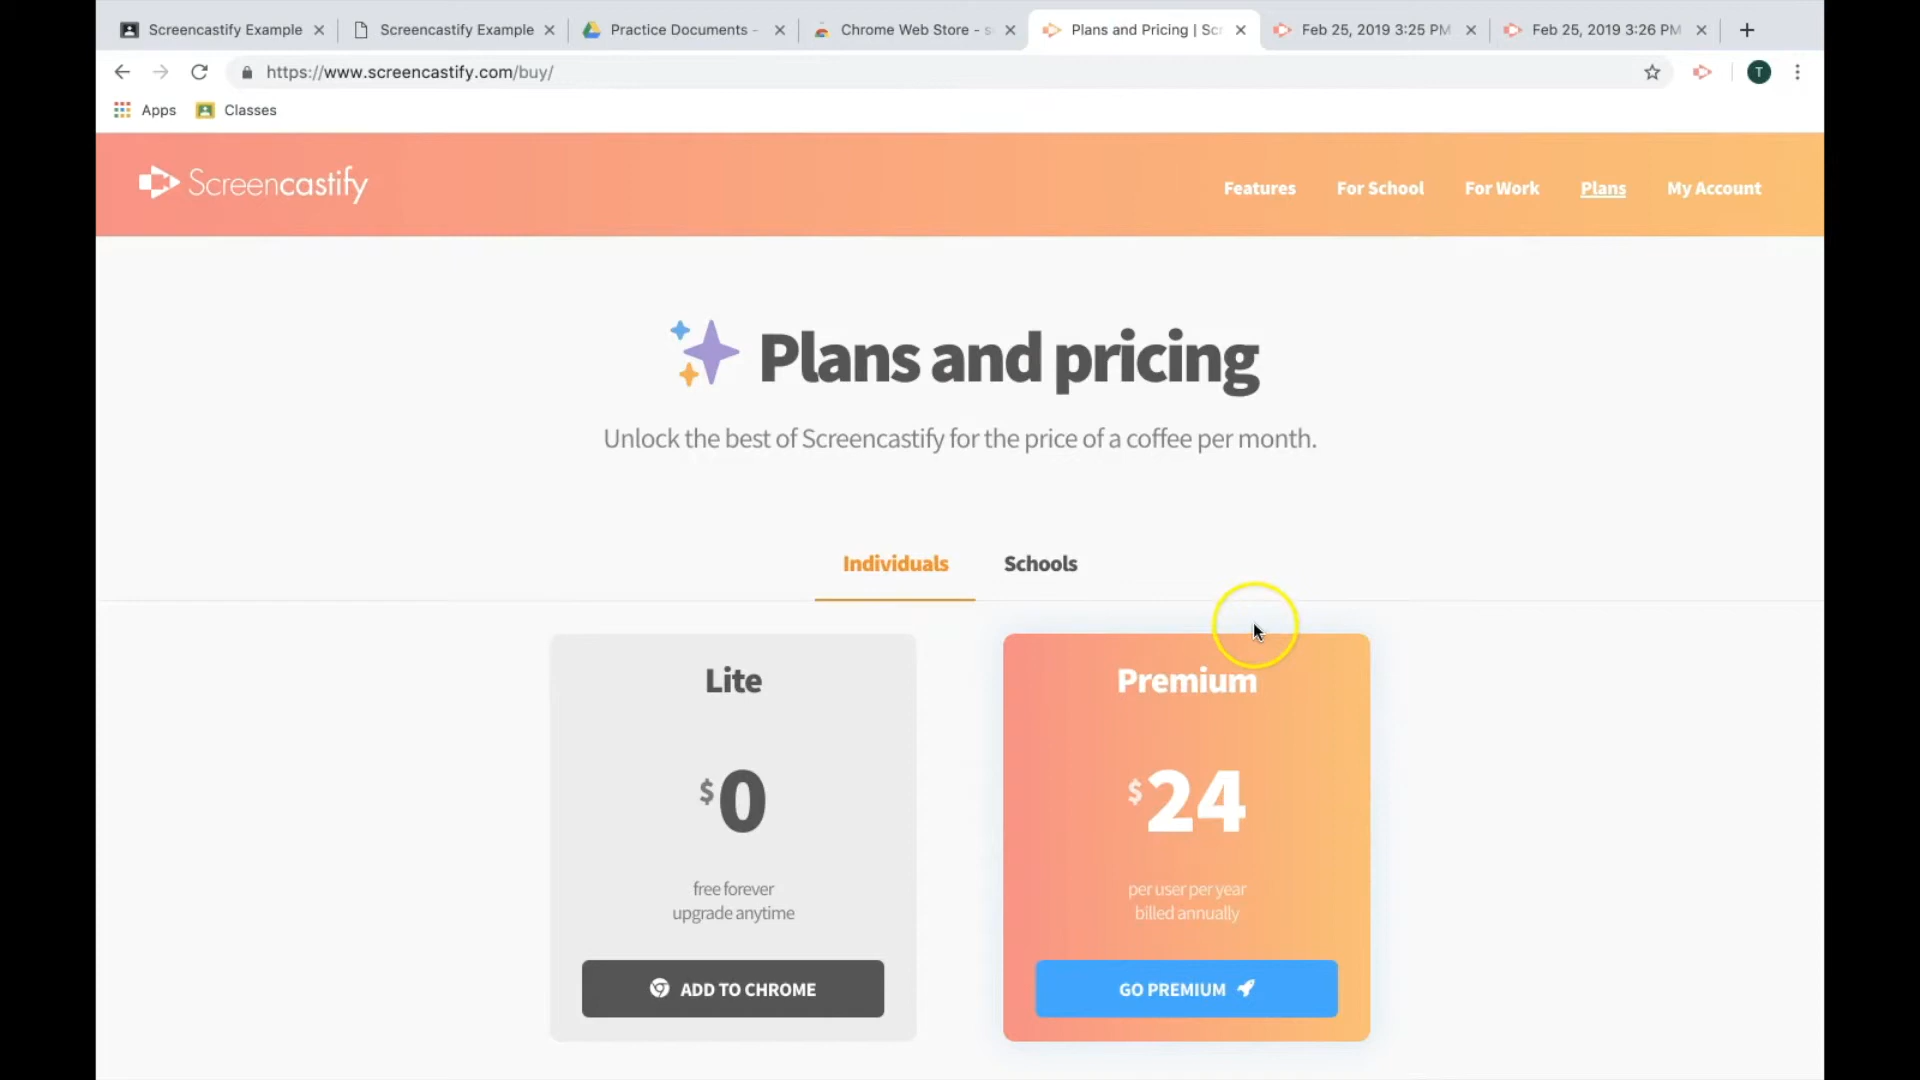 Screencastify Example
Screencastify Example
Practice Documents -
Chrome Web Store - s
Plans and Pricing | Scr
Feb 25, 2019 3:25 PM
Feb 25, 2019 3:26 PM
https://www.screencastify.com/buy/
T
Apps
Classes
Screencastify
Features
For School
For Work
Plans
My Account
Plans and pricing
Unlock the best of Screencastify for the price of a coffee per month.
Individuals
Schools
Lite
$0
free forever
upgrade anytime
ADD TO CHROME
Premium
$24
per user per year
billed annually
GO PREMIUM